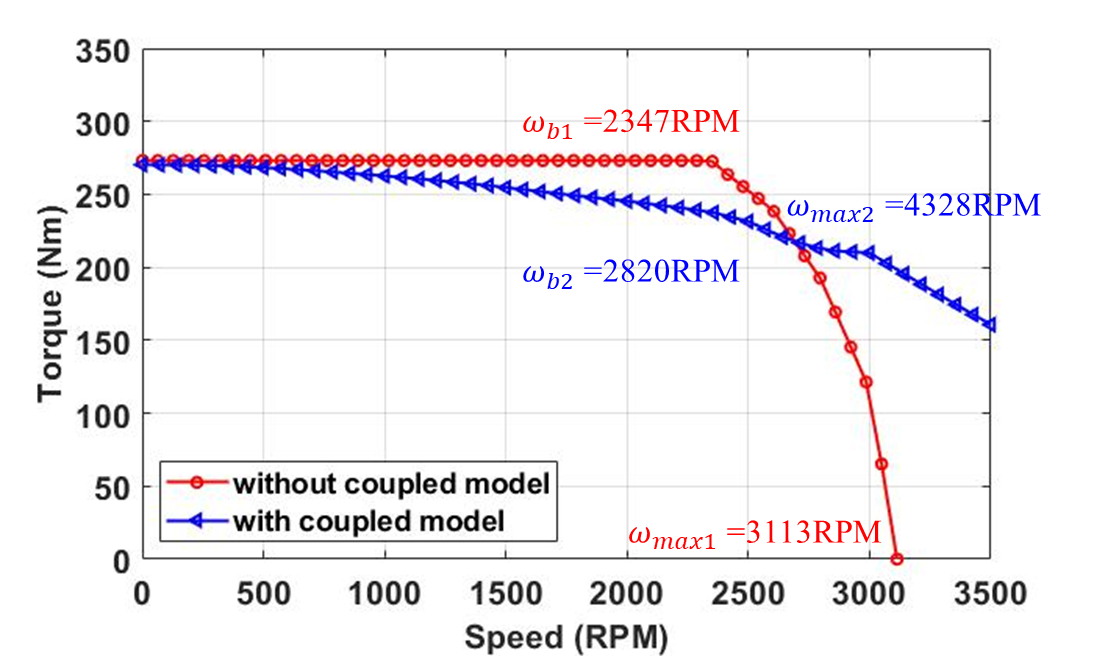 350
300
250
200
150
100
50
0
Torque (Nm)
ω_b1 =2347RPM
ω_max2 =4328RPM
ω_b2 =2820RPM
without coupled model
with coupled model
ω_max1 =3113RPM
0 500 1000 1500 2000 2500 3000 3500
Speed (RPM)